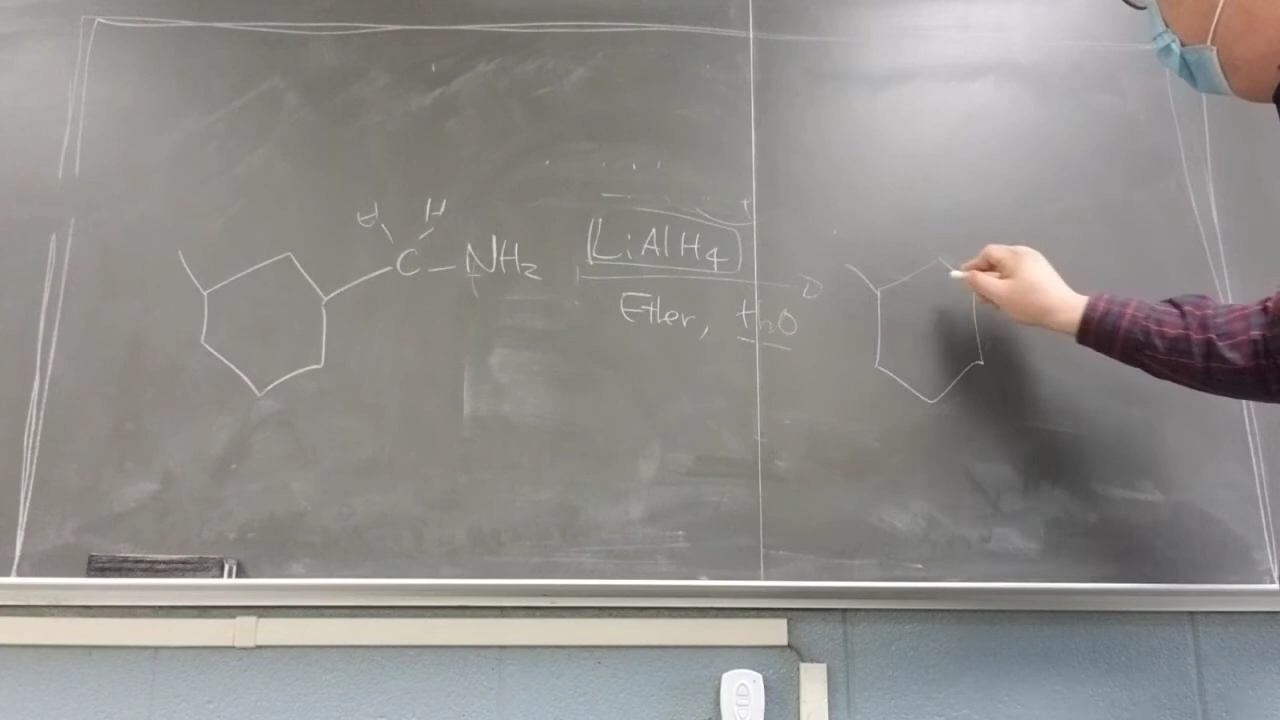 H H
C - NH₂
LiAlH₄
Ether, H₂O